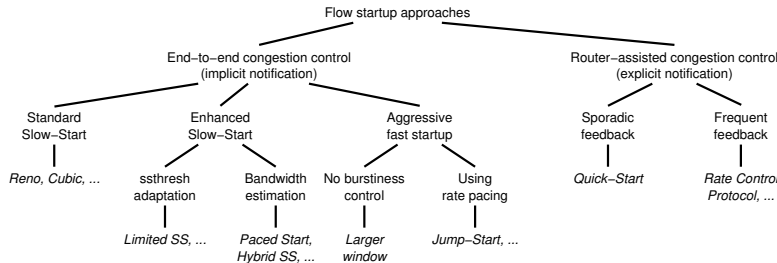 Flow startup approaches
End−to−end congestion control
(implicit notification)
Router−assisted congestion control
(explicit notification)
Standard
Slow−Start
Enhanced
Slow−Start
Aggressive
fast startup
Sporadic
feedback
Frequent
feedback
Reno, Cubic, ...
ssthresh
adaptation
Bandwidth
estimation
No burstiness
control
Using
rate pacing
Quick−Start
Rate Control
Protocol, ...
Limited SS, ...
Paced Start,
Hybrid SS, ...
Larger
window
Jump−Start, ...